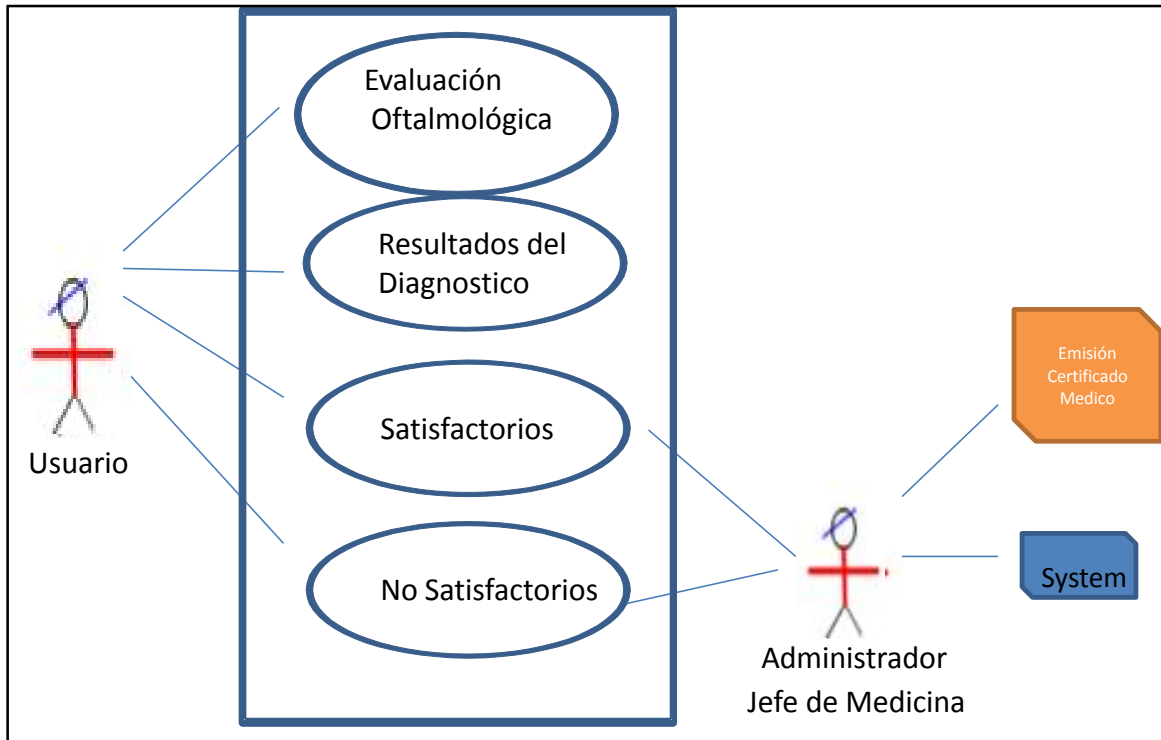 Evaluación
Oftalmológica
Resultados del
Diagnostico
Satisfactorios
No Satisfactorios
Usuario
Emisión
Certificado
Medico
System
Administrador
Jefe de Medicina